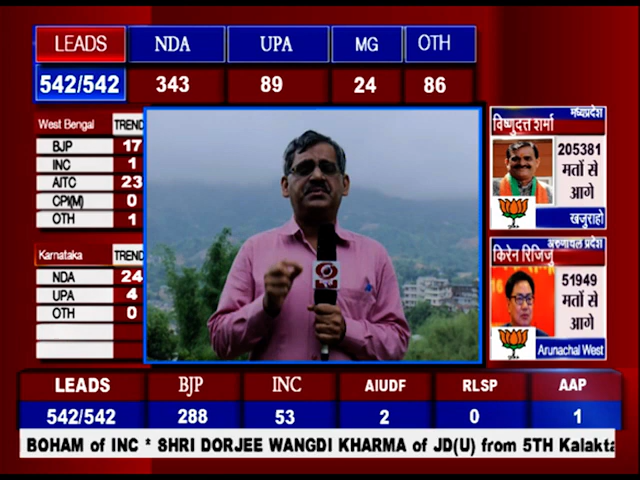 LEADS NDA UPA MG OTH
542/542 343 89 24 86
West Bengal TREND
BJP 17
INC 1
AITC 23
CPI(M) 0
OTH 1
Karnataka TREND
NDA 24
UPA 4
OTH 0
मध्यप्रदेश
विष्णुदत्त शर्मा
205381
मतों से
आगे
खजुराहो
अरुणाचल प्रदेश
किरेन रिजिजु
51949
मतों से
आगे
Arunachal West
LEADS BJP INC AIUDF RLSP AAP
542/542 288 53 2 0 1
BOHAM of INC * SHRI DORJEE WANGDI KHARMA of JD(U) from 5TH Kalakta